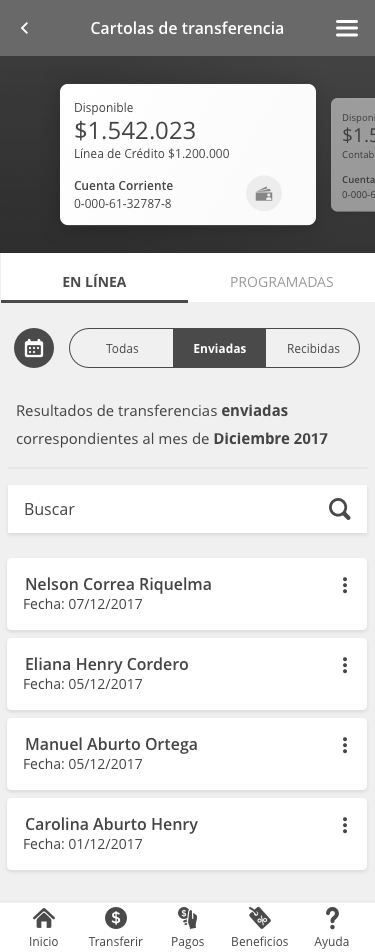 Cartolas de transferencia
Disponible
$1.542.023
Línea de Crédito $1.200.000
Cuenta Corriente
0-000-61-32787-8
Disponi
$1.5
Contab
Cuenta
0-000-6
EN LÍNEA
PROGRAMADAS
Todas
Enviadas
Recibidas
Resultados de transferencias enviadas
correspondientes al mes de Diciembre 2017
Buscar
Nelson Correa Riquelma
Fecha: 07/12/2017
Eliana Henry Cordero
Fecha: 05/12/2017
Manuel Aburto Ortega
Fecha: 05/12/2017
Carolina Aburto Henry
Fecha: 01/12/2017
Inicio
Transferir
Pagos
Beneficios
Ayuda